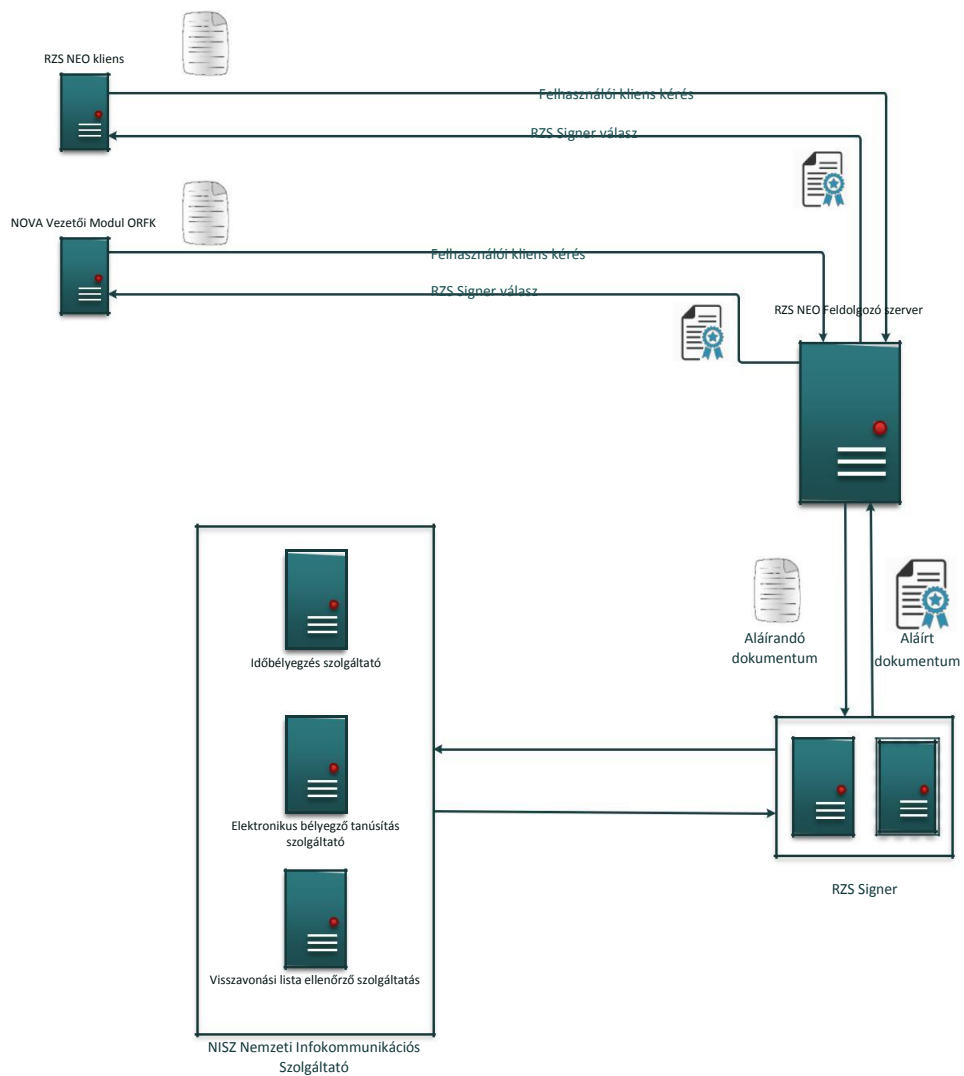 RZS NEO kliens
Felhasználói kliens kérés
RZS Signer válasz
NOVA Vezetői Modul ORFK
Felhasználói kliens kérés
RZS Signer válasz
RZS NEO Feldolgozó szerver
Aláírandó
dokumentum
Aláírt
dokumentum
Időbélyegzés szolgáltató
Elektronikus bélyegző tanúsítás
szolgáltató
Visszavonási lista ellenőrző szolgáltatás
RZS Signer
NISZ Nemzeti Infokommunikációs
Szolgáltató